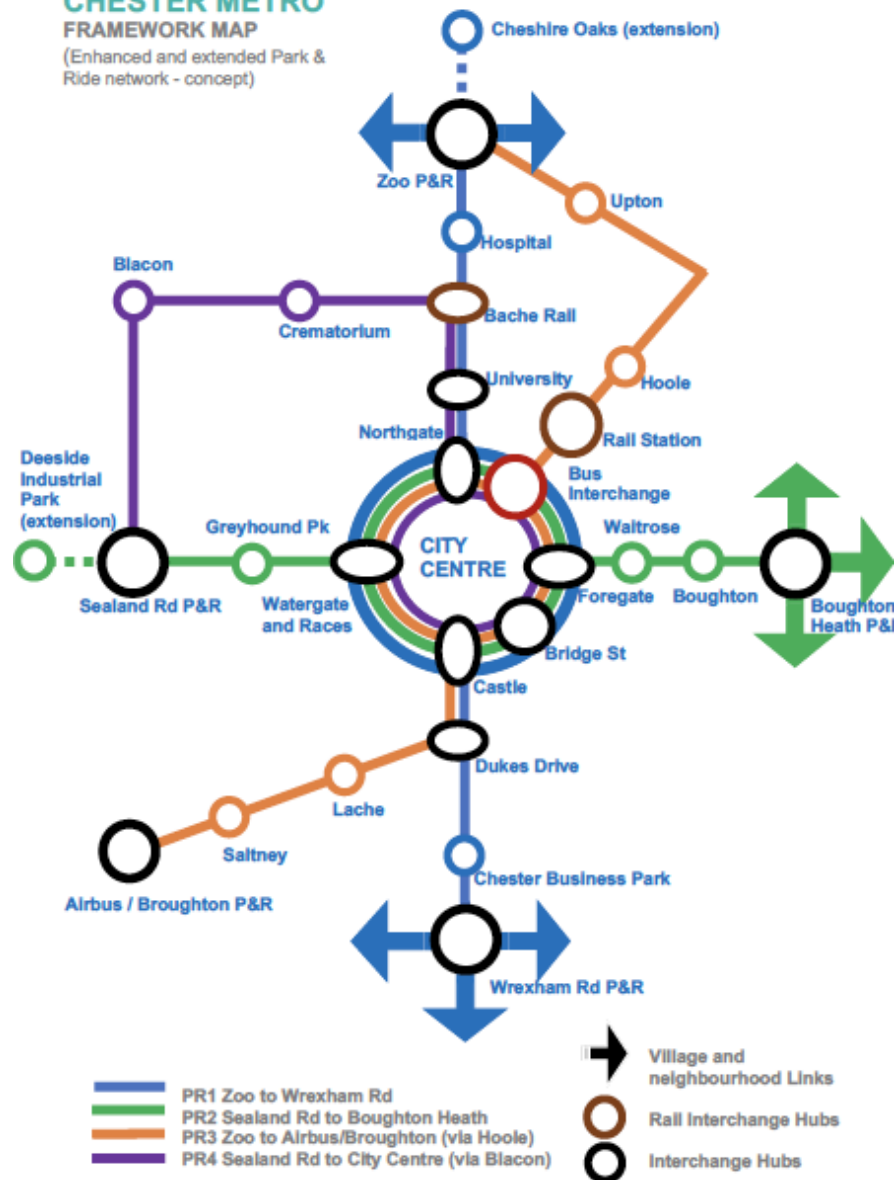 CHESTER METRO
FRAMEWORK MAP
(Enhanced and extended Park &
Ride network - concept)
Cheshire Oaks (extension)
Zoo P&R
Upton
Hospital
Blacon
Crematorium
Bache Rail
University
Hoole
Northgate
Rail Station
Deeside
Industrial
Park
(extension)
Bus
Interchange
Greyhound Pk
Waitrose
CITY
CENTRE
Sealand Rd P&R
Watergate
and Races
Foregate
Boughton
Boughton
Heath P&
Bridge St
Castle
Dukes Drive
Lache
Saltney
Chester Business Park
Airbus / Broughton P&R
Wrexham Rd P&R
PR1 Zoo to Wrexham Rd
PR2 Sealand Rd to Boughton Heath
PR3 Zoo to Airbus/Broughton (via Hoole)
PR4 Sealand Rd to City Centre (via Blacon)
Village and
neighbourhood Links
Rail Interchange Hubs
Interchange Hubs